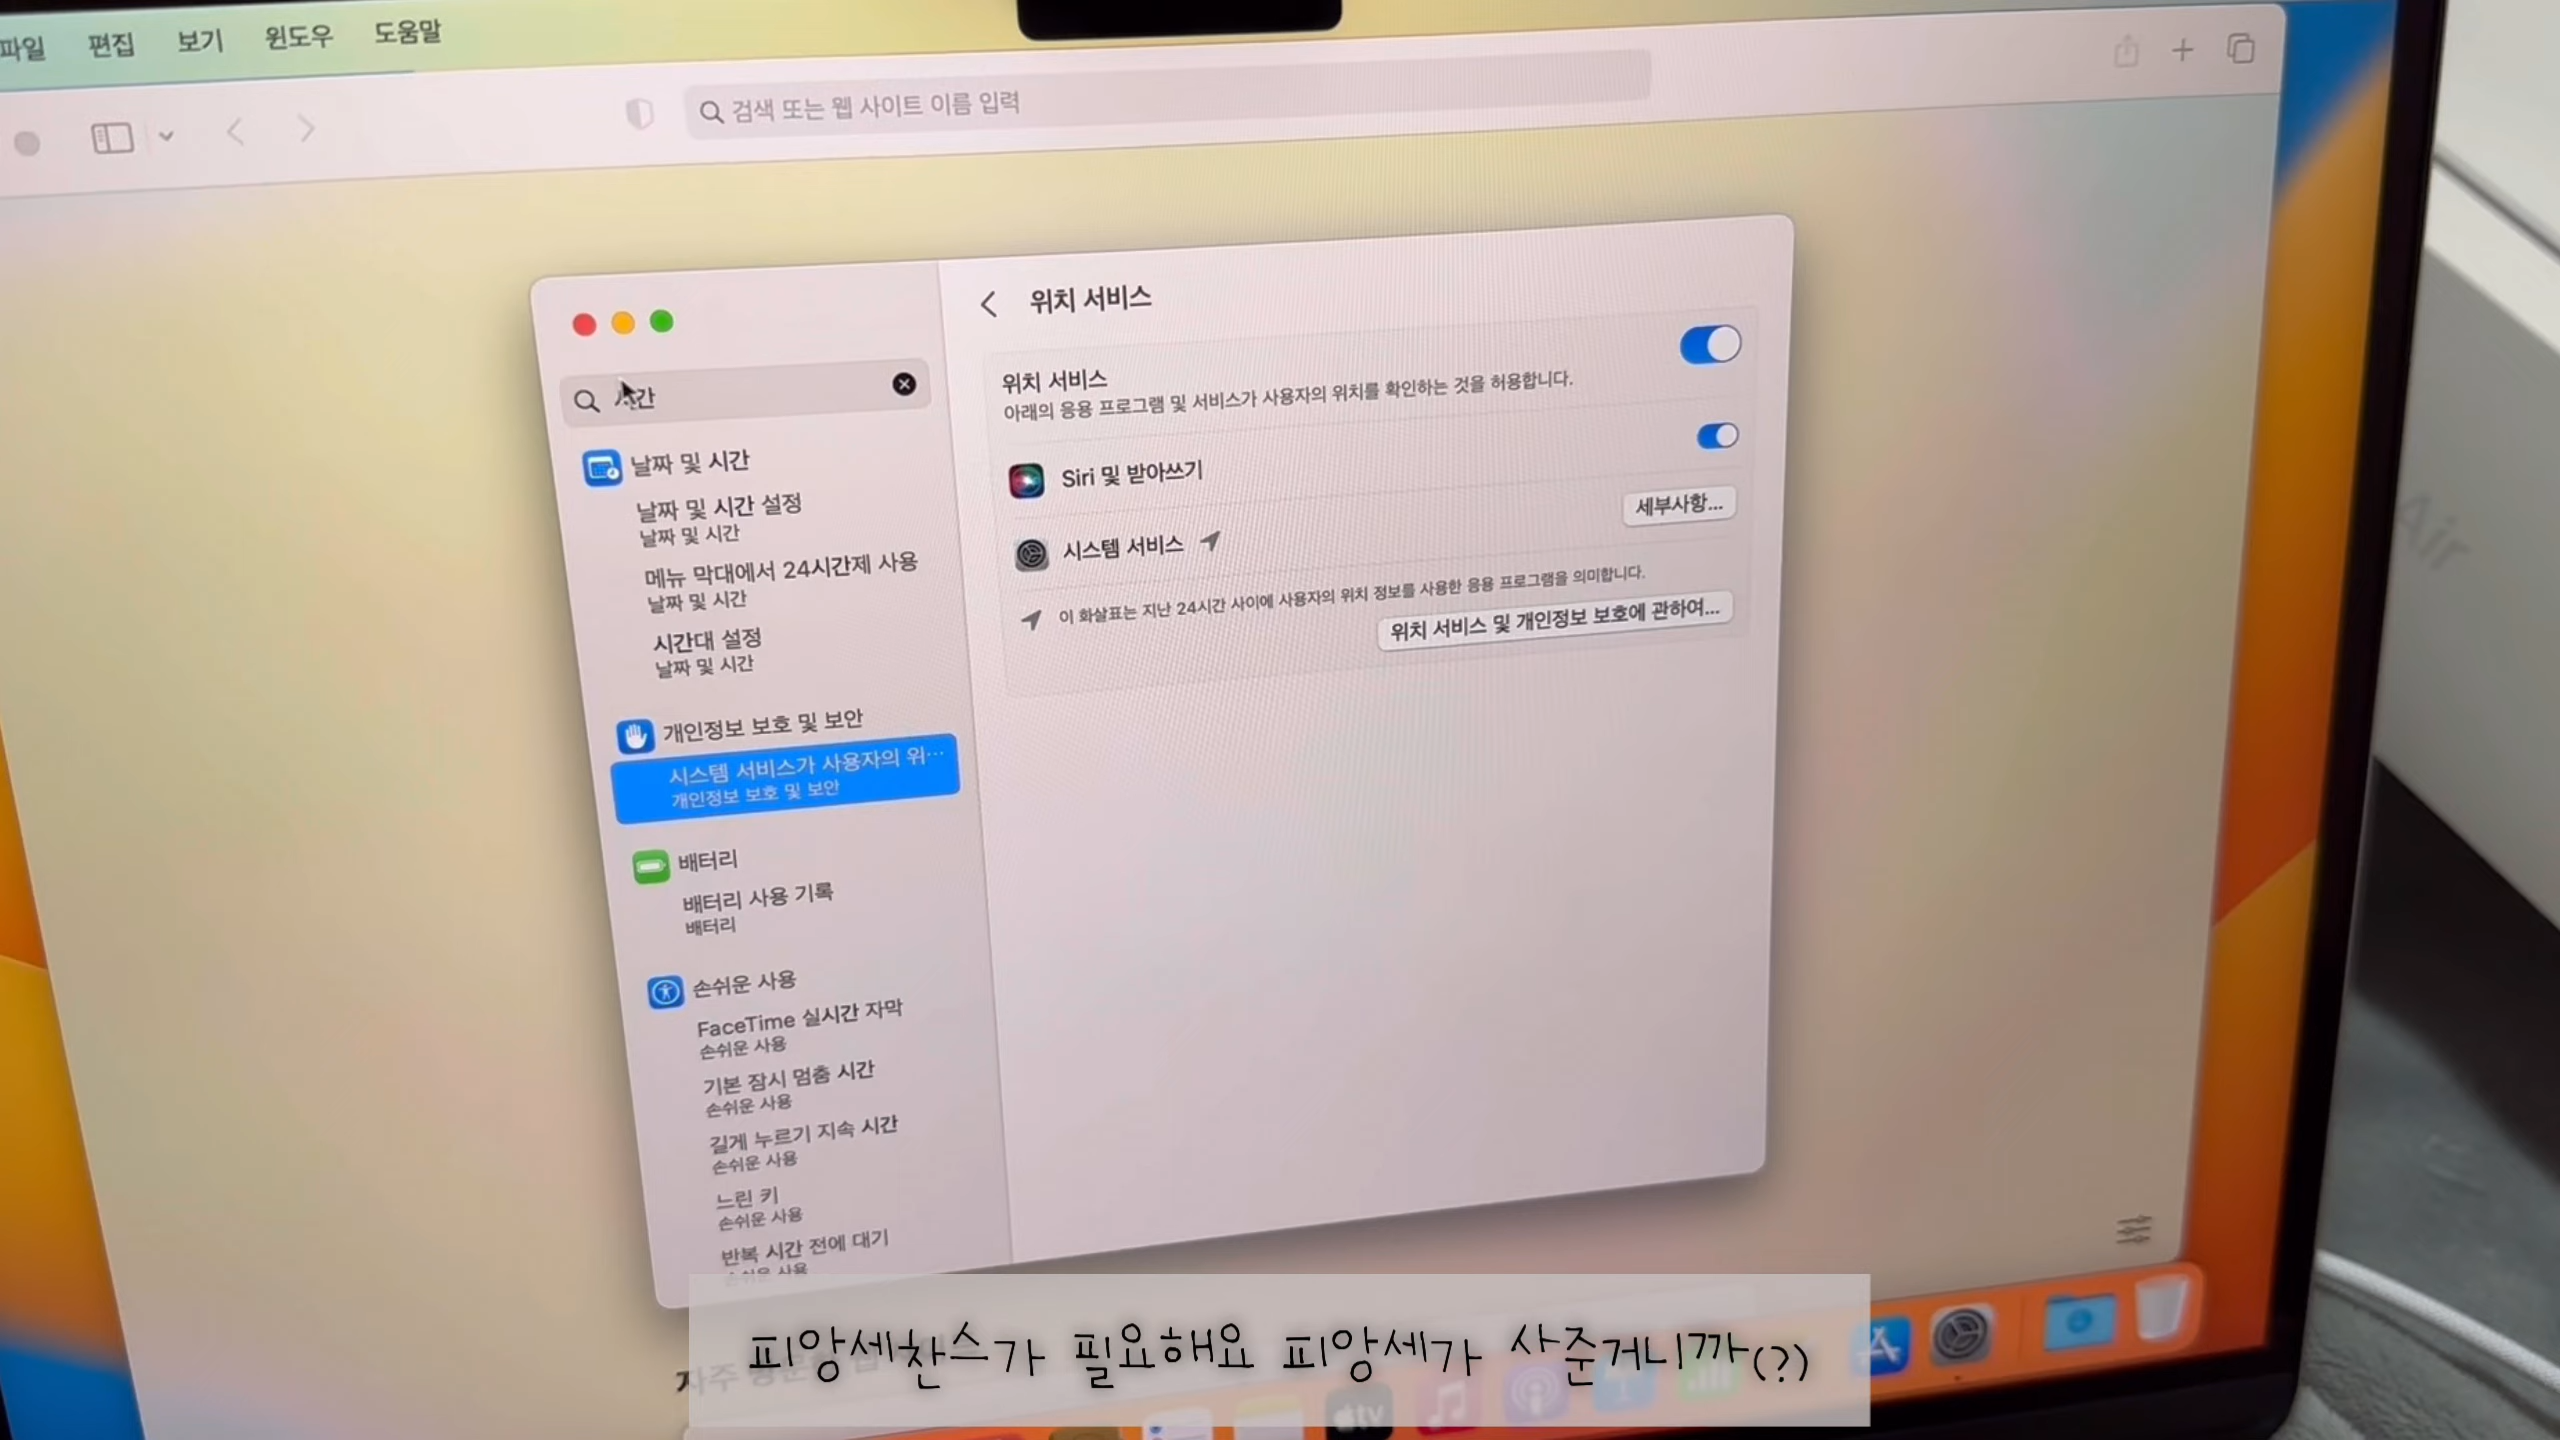 파일 편집 보기 윈도우 도움말
검색 또는 웹 사이트 이름 입력
시간
날짜 및 시간
날짜 및 시간 설정
날짜 및 시간
메뉴 막대에서 24시간제 사용
날짜 및 시간
시간대 설정
날짜 및 시간
개인정보 보호 및 보안
시스템 서비스가 사용자의 위…
개인정보 보호 및 보안
배터리
배터리 사용 기록
배터리
손쉬운 사용
FaceTime 실시간 자막
손쉬운 사용
기본 잠시 멈춤 시간
손쉬운 사용
길게 누르기 지속 시간
손쉬운 사용
느린 키
손쉬운 사용
반복 시간 전에 대기
손쉬운 사용
위치 서비스
위치 서비스
아래의 응용 프로그램 및 서비스가 사용자의 위치를 확인하는 것을 허용합니다.
Siri 및 받아쓰기
시스템 서비스
세부사항...
이 화살표는 지난 24시간 사이에 사용자의 위치 정보를 사용한 응용 프로그램을 의미합니다.
위치 서비스 및 개인정보 보호에 관하여...
Air
자주
피앙세찬스가 필요해요 피앙세가 사준거니까(?)
tv